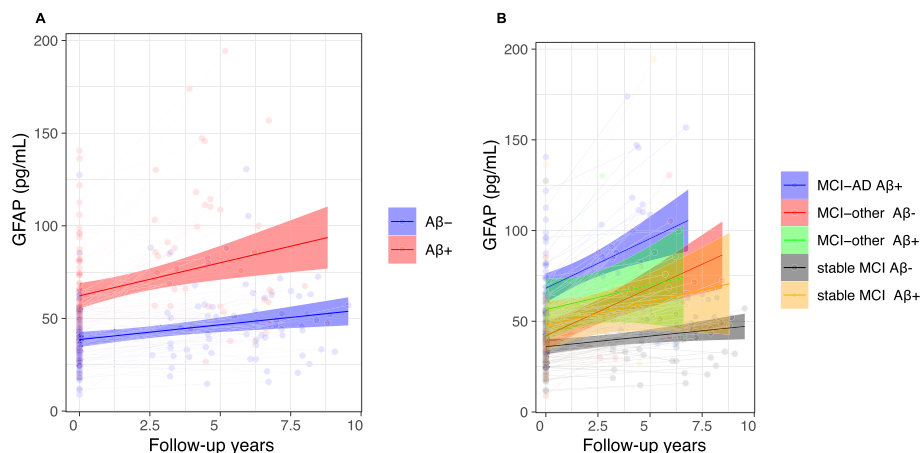 A
GFAP (pg/mL)
200
150
100
50
0
0
2.5
5
7.5
10
Follow-up years
Aβ−
Aβ+
B
GFAP (pg/mL)
200
150
100
50
0
0
2.5
5
7.5
10
Follow-up years
MCI−AD Aβ+
MCI−other Aβ-
MCI−other Aβ+
stable MCI Aβ-
stable MCI Aβ+